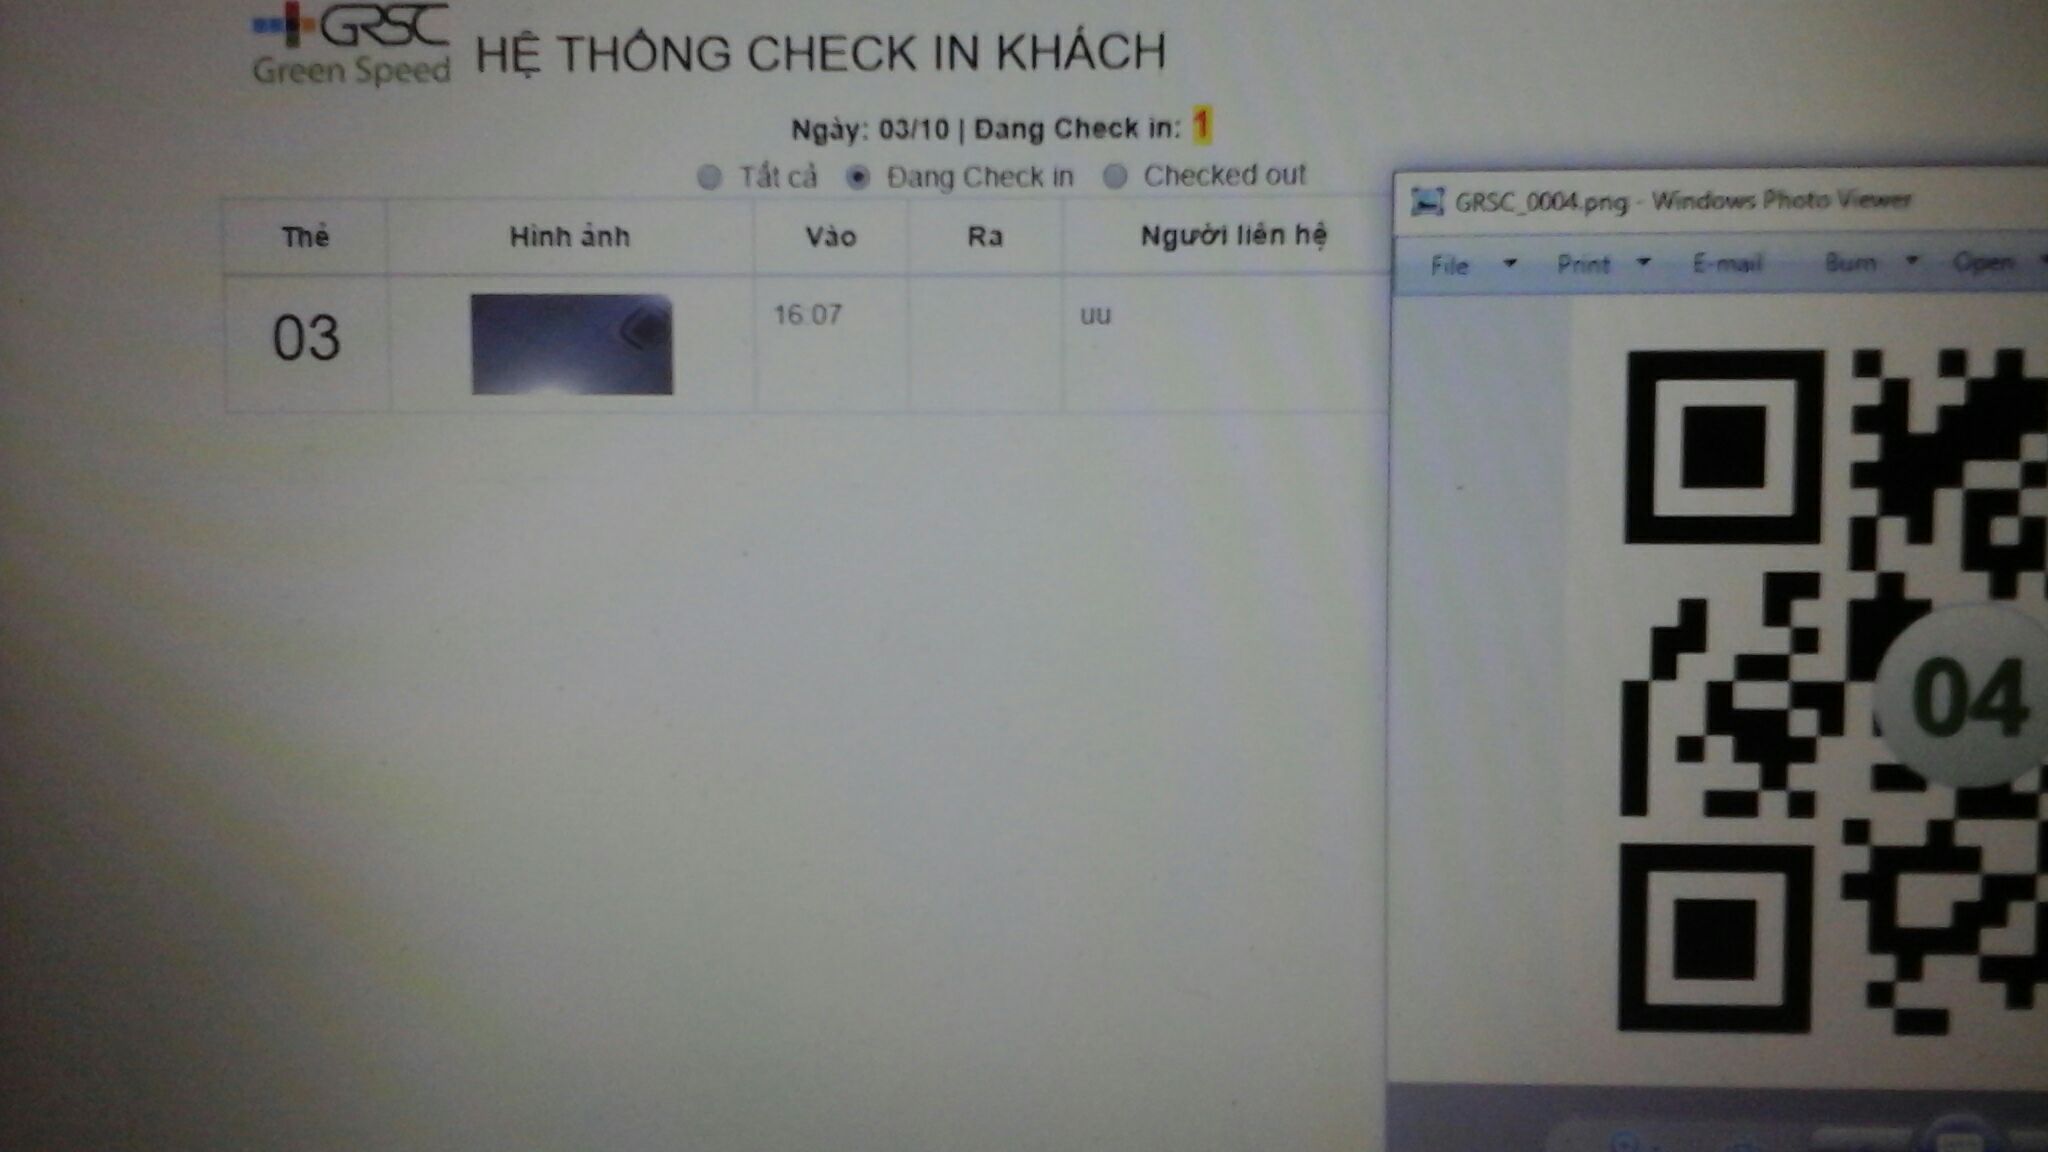 GRSC
Green Speed
HỆ THỐNG CHECK IN KHÁCH
Ngày: 03/10 | Đang Check in: 1
Tất cả Đang Check in Checked out
Thẻ Hình ảnh Vào Ra Người liên hệ
03 16:07 uu
GRSC_0004.png - Windows Photo Viewer
File Print E-mail Burn Open
04